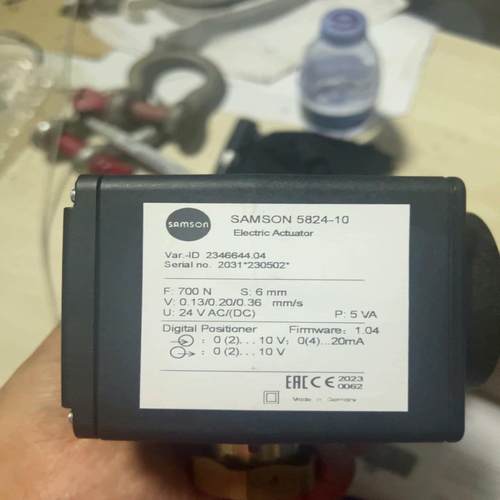 SAMSON
SAMSON 5824-10
Electric Actuator
Var.-ID 2346644.04
Serial no. 2031*230502*
F: 700 N S: 6 mm
V: 0.13/0.20/0.36 mm/s
U: 24 V AC/(DC) P: 5 VA
Digital Positioner Firmware: 1.04
: 0 (2)... 10 V; 0(4)...20mA
: 0 (2)... 10 V
EAC CE 2023
0062
Made in Germany